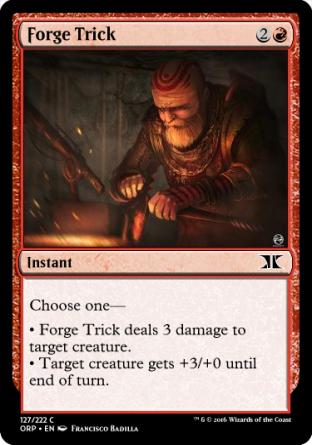 Forge Trick 2
Instant
Choose one—
• Forge Trick deals 3 damage to
target creature.
• Target creature gets +3/+0 until
end of turn.
127/222 C
ORP • EN Francisco Badilla
™ & © 2016 Wizards of the Coast